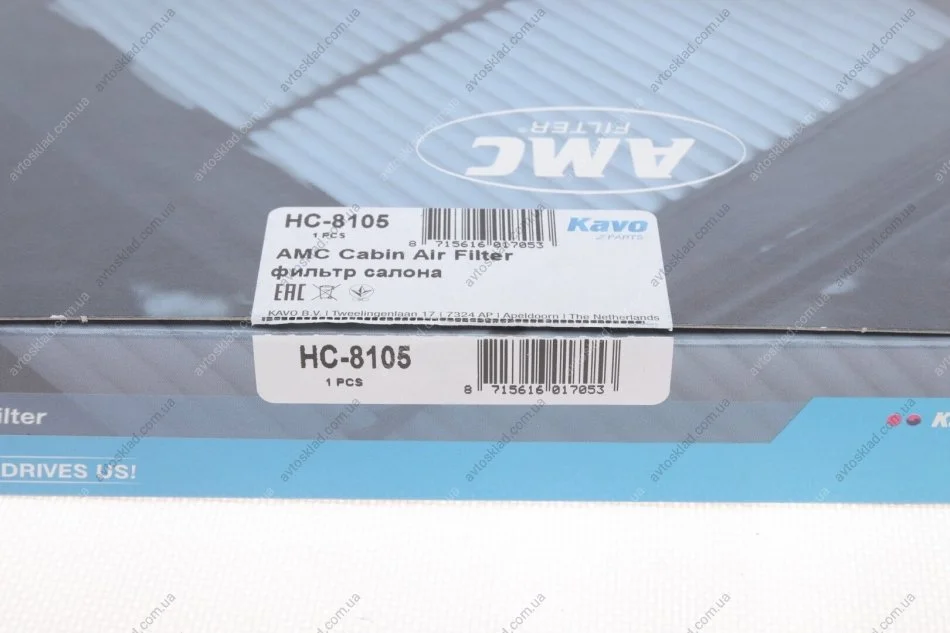 AMC
FILTER
HC-8105
1 PCS
8 715616 017053
Kavo
PARTS
AMC Cabin Air Filter
фильтр салона
EAC
KAVO B.V. | Tweelingenlaan 17 | 7324 AP | Apeldoorn | The Netherlands
HC-8105
1 PCS
8 715616 017053
ilter
DRIVES US!
avtosklad.com.ua